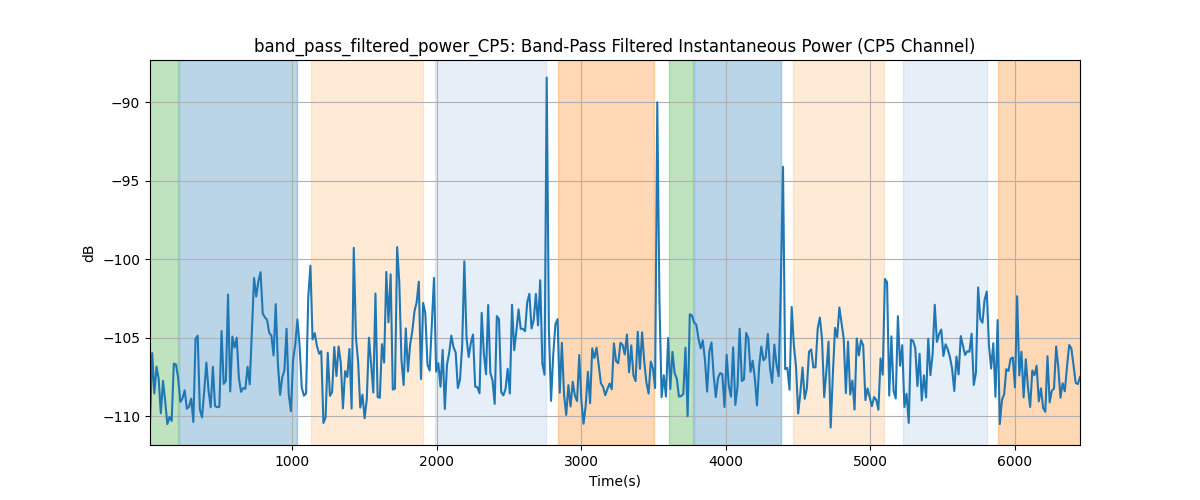 band_pass_filtered_power_CP5: Band-Pass Filtered Instantaneous Power (CP5 Channel)
dB
−90
−95
−100
−105
−110
1000 2000 3000 4000 5000 6000
Time(s)